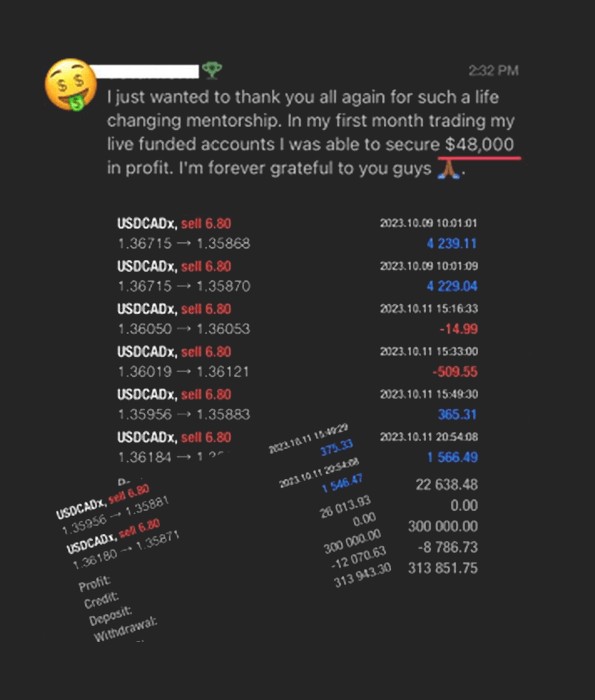 2:32 PM
I just wanted to thank you all again for such a life
changing mentorship. In my first month trading my
live funded accounts I was able to secure $48,000
in profit. I'm forever grateful to you guys 🙏🏾.
USDCADx, sell 6.80 2023.10.09 10:01:01
1.36715 → 1.35868 4 239.11
USDCADx, sell 6.80 2023.10.09 10:01:09
1.36715 → 1.35870 4 229.04
USDCADx, sell 6.80 2023.10.11 15:16:33
1.36050 → 1.36053 -14.99
USDCADx, sell 6.80 2023.10.11 15:33:00
1.36019 → 1.36121 -509.55
USDCADx, sell 6.80 2023.10.11 15:49:30
1.35956 → 1.35883 365.31
USDCADx, sell 6.80 2023.10.11 20:54:08
1.36184 → 1 566.49
22 638.48
0.00
300 000.00
-8 786.73
313 851.75
USDCADx, sell 6.80 2023.10.11 15:49:29
1.35956 → 1.35881 375.33
USDCADx, sell 6.80 2023.10.11 20:54:08
1.36180 → 1.35871 1 546.47
Profit: 26 013.93
Credit: 0.00
Deposit: 300 000.00
Withdrawal: -12 070.63
313 943.30